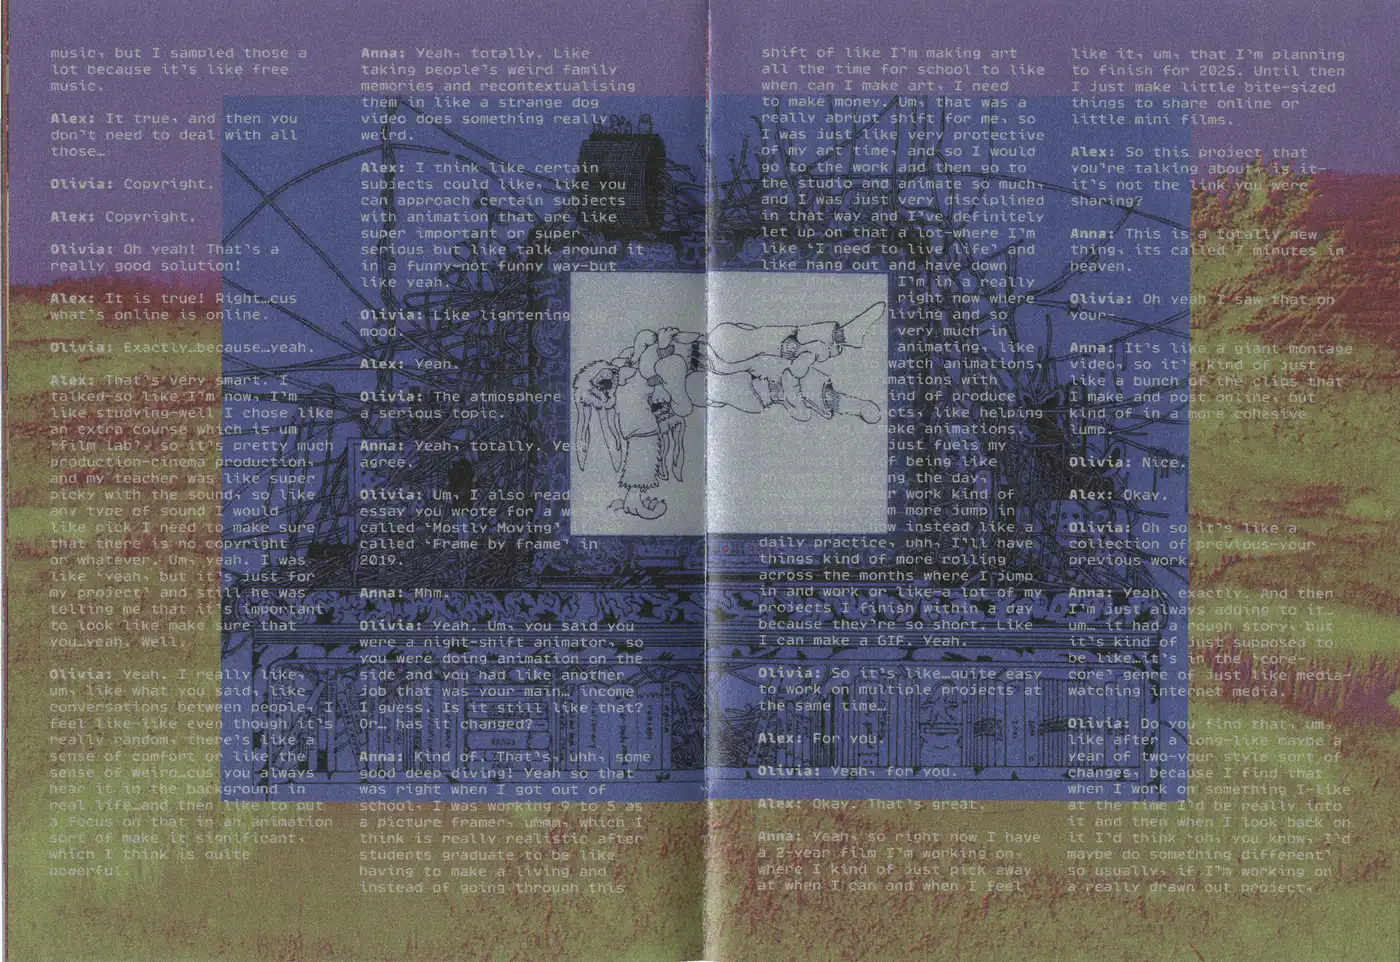 music, but I sampled those a
lot because it's like free
music.
Alex: It true, and then you
don't need to deal with all
those…
Olivia: Copyright.
Alex: Copyright.
Olivia: Oh yeah! That's a
really good solution!
Alex: It is true! Right…cus
what's online is online.
Olivia: Exactly…because…yeah.
Alex: That's very smart. I
talked-so like I'm now, I'm
like studying-well I chose like
an extra course which is um
'film lab', so it's pretty much
production-cinema production,
and my teacher was like super
picky with the sound, so like
any type of sound I would
like pick I need to make sure
that there is no copyright
or whatever. Um, yeah. I was
like 'yeah, but it's just for
my project' and still he was
telling me that it's important
to look like make sure that
you…yeah. Well.
Olivia: Yeah. I really like,
um, like what you said, like
conversations between people, I
feel like-like even though it's
really random, there's like a
sense of comfort or like the
sense of weird…cus you always
hear it in the background in
real life…and then like to put
a focus on that in an animation
sort of make it significant,
which I think is quite
powerful.
Anna: Yeah, totally. Like
taking people's weird family
memories and recontextualising
them in like a strange dog
video does something really
weird.
Alex: I think like certain
subjects could like, like you
can approach certain subjects
with animation that are like
super important or super
serious but like talk around it
in a funny-not funny way-but
like yeah.
Olivia: Like lightening
mood.
Alex: Yeah.
Olivia: The atmosphere
a serious topic.
Anna: Yeah, totally.
agree.
Olivia: Um, I also read
essay you wrote for a
called 'Mostly Moving'
called 'Frame by frame' in
2019.
Anna: Mhm.
Olivia: Yeah. Um, you said you
were a night-shift animator, so
you were doing animation on the
side and you had like another
job that was your main… income
I guess. Is it still like that?
Or… has it changed?
Anna: Kind of. That's, uhh, some
good deep diving! Yeah so that
was right when I got out of
school, I was working 9 to 5 as
a picture framer, ummm, which I
think is really realistic after
students graduate to be like
having to make a living and
instead of going through this
shift of like I'm making art
all the time for school to like
when can I make art, I need
to make money. Um, that was a
really abrupt shift for me, so
I was just like very protective
of my art time, and so I would
go to the work and then go to
the studio and animate so much,
and I was just very disciplined
in that way and I've definitely
let up on that a lot-where I'm
like 'I need to live life' and
like hang out and have down
I'm in a really
right now where
living and so
very much in
animating, like
watch animations,
with
kind of produce
like helping
make animations.
just fuels my
of being like
the day,
work kind of
more jump in
now instead like a
daily practice, uhh, I'll have
things kind of more rolling
across the months where I jump
in and work or like-a lot of my
projects I finish within a day
because they're so short. Like
I can make a GIF. Yeah.
Olivia: So it's like…quite easy
to work on multiple projects at
the same time…
Alex: For you.
Olivia: Yeah, for you.
Alex: Okay. That's great.
Anna: Yeah, so right now I have
a 2-year film I'm working on,
where I kind of just pick away
at when I can and when I feel
like it, um, that I'm planning
to finish for 2025. Until then
I just make little bite-sized
things to share online or
little mini films.
Alex: So this project that
you're talking about, is it-
it's not the link you were
sharing?
Anna: This is a totally new
thing, its called 7 minutes in
heaven.
Olivia: Oh yeah I saw that on
your-
Anna: It's like a giant montage
video, so it's kind of just
like a bunch of the clips that
I make and post online, but
kind of in a more cohesive
lump.
Olivia: Nice.
Alex: Okay.
Olivia: Oh so it's like a
collection of previous-your
previous work.
Anna: Yeah, exactly. And then
I'm just always adding to it…
um…it had a rough story, but
it's kind of just supposed to
be like…it's in the 'core-
core' genre of just like media-
watching internet media.
Olivia: Do you find that, um,
like after a long-like maybe a
year of two-your style sort of
changes, because I find that
when I work on something I-like
at the time I'd be really into
it and then when I look back on
it I'd think 'oh, you know, I'd
maybe do something different'
so usually, if I'm working on
a really drawn out project,